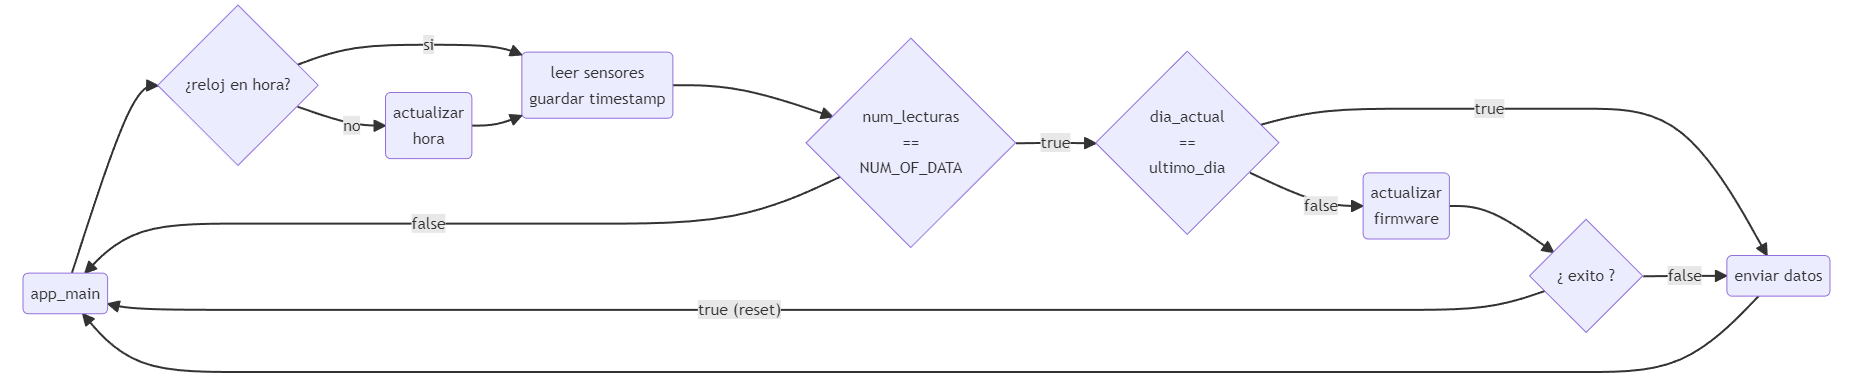 ¿reloj en hora?
si
no
actualizar
hora
leer sensores
guardar timestamp
num_lecturas
==
NUM_OF_DATA
true
false
dia_actual
==
ultimo_dia
true
false
actualizar
firmware
¿ exito ?
false
enviar datos
app_main
true (reset)